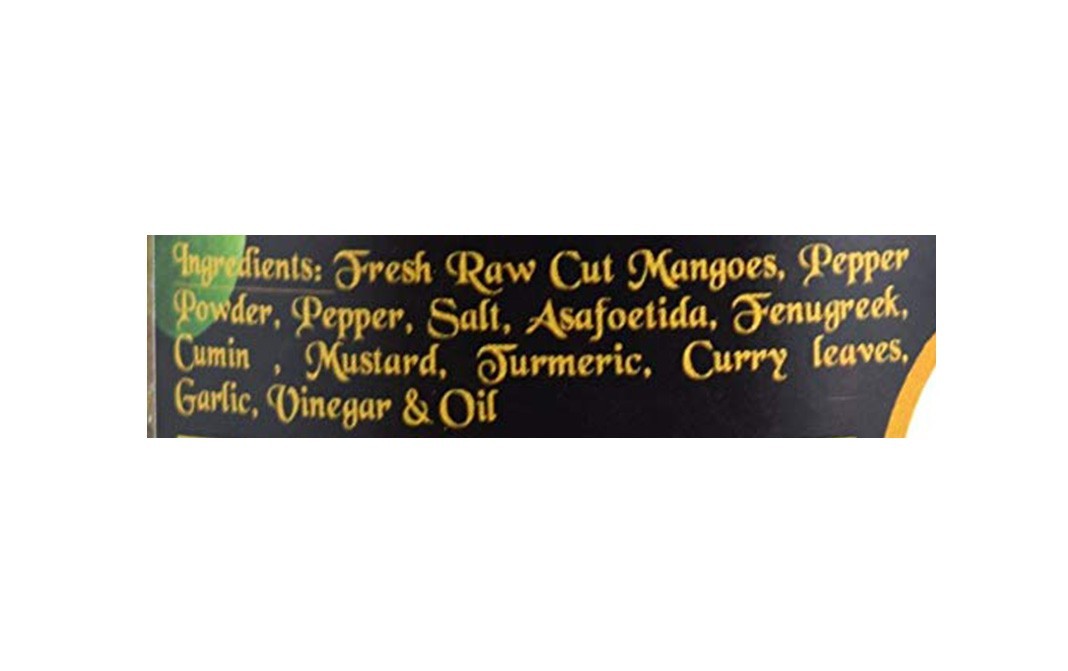 Ingredients: Fresh Raw Cut Mangoes, Pepper
Powder, Pepper, Salt, Asafoetida, Fenugreek,
Cumin , Mustard, Turmeric, Curry leaves,
Garlic, Vinegar & Oil